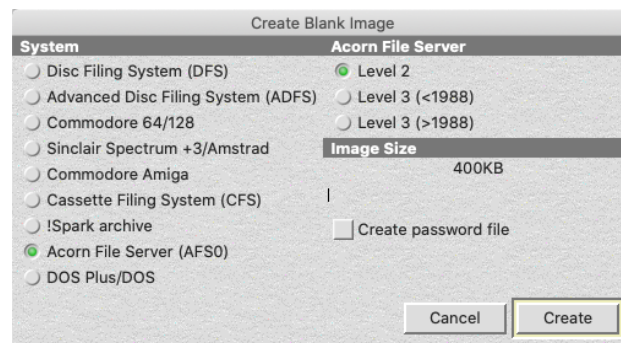 Create Blank Image
System
Disc Filing System (DFS)
Advanced Disc Filing System (ADFS)
Commodore 64/128
Sinclair Spectrum +3/Amstrad
Commodore Amiga
Cassette Filing System (CFS)
!Spark archive
Acorn File Server (AFS0)
DOS Plus/DOS
Acorn File Server
Level 2
Level 3 (<1988)
Level 3 (>1988)
Image Size
400KB
Create password file
Cancel
Create